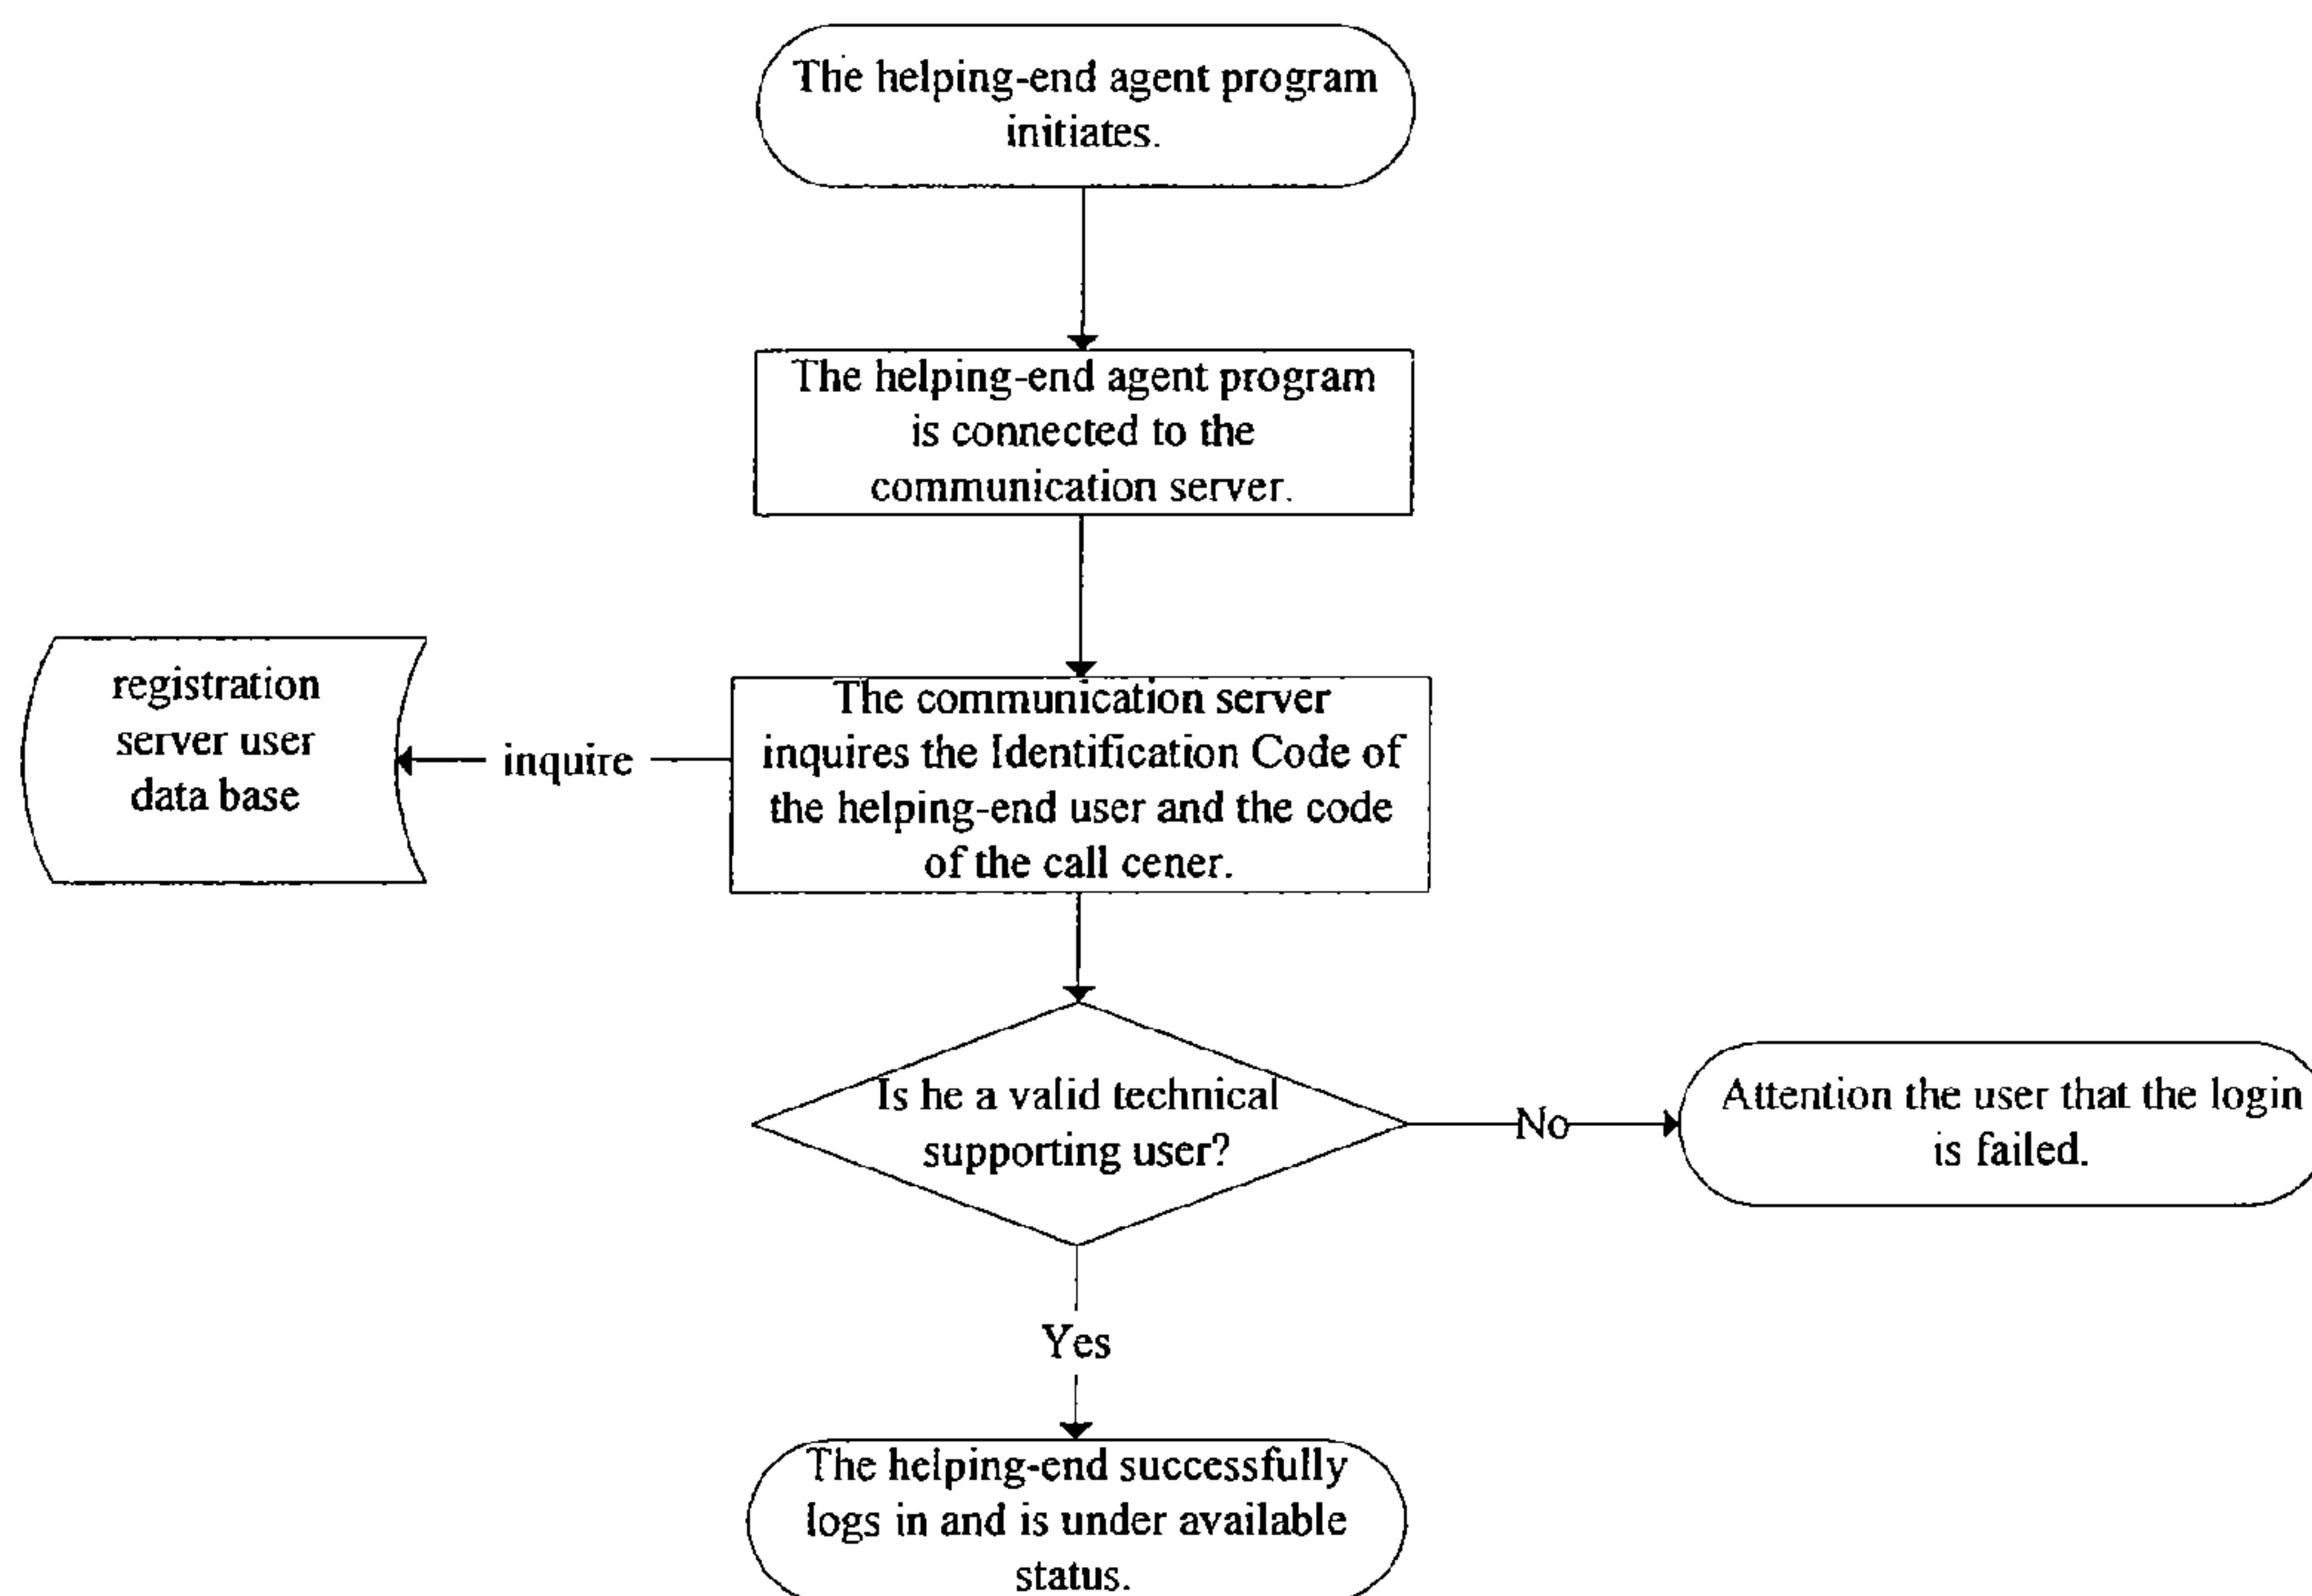 The helping-end agent program
initiates.
The helping-end agent program
is connected to the
communication server.
registration
server user
data base
inquire
The communication server
inquires the Identification Code of
the helping-end user and the code
of the call cener.
Is he a valid technical
supporting user?
No
Attention the user that the login
is failed.
Yes
The helping-end successfully
logs in and is under available
status.